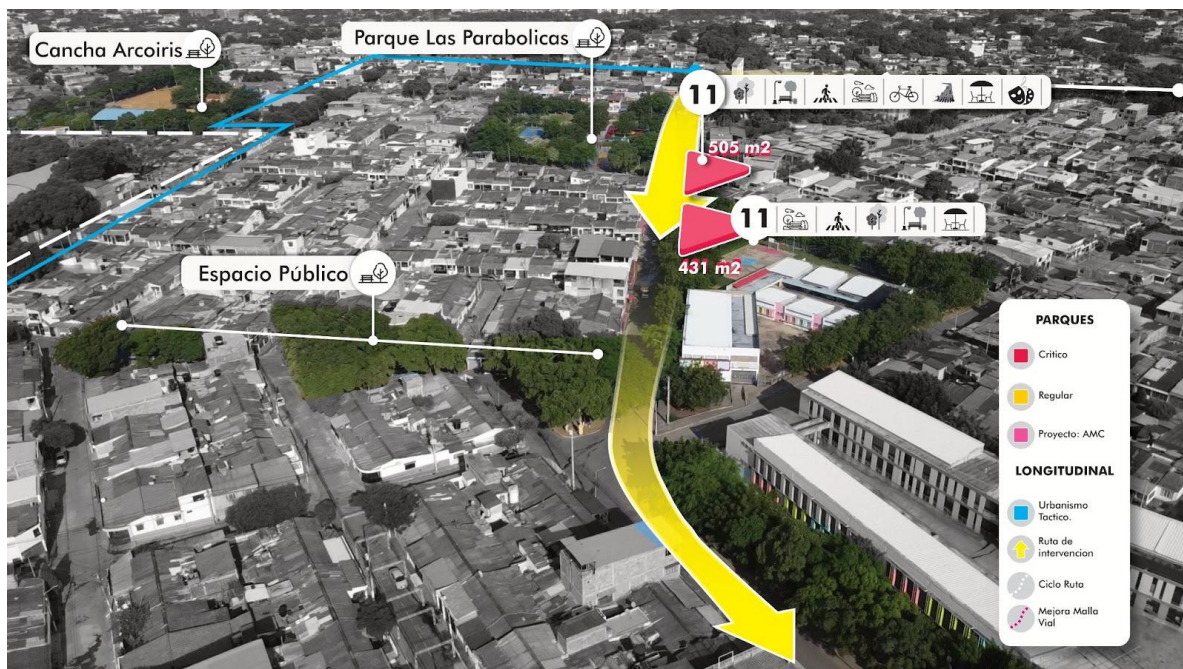 Cancha Arcoiris
Parque Las Parabolicas
11
505 m2
11
431 m2
Espacio Público
PARQUES
Critico
Regular
Proyecto: AMC
LONGITUDINAL
Urbanismo
Tactico.
Ruta de
intervencion
Ciclo Ruta
Mejora Malla
Vial